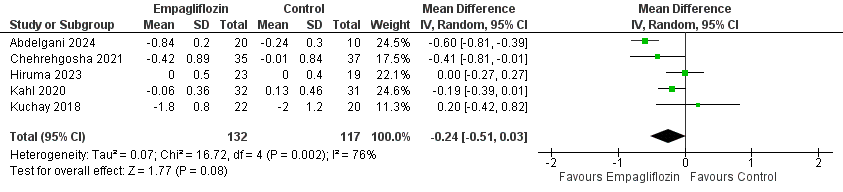 Empagliflozin Control Mean Difference Mean Difference
Study or Subgroup Mean SD Total Mean SD Total Weight IV, Random, 95% CI IV, Random, 95% CI
Abdelgani 2024 -0.84 0.2 20 -0.24 0.3 10 24.5% -0.60 [-0.81, -0.39]
Chehrehgosha 2021 -0.42 0.89 35 -0.01 0.84 37 17.5% -0.41 [-0.81, -0.01]
Hiruma 2023 0 0.5 23 0 0.4 19 22.1% 0.00 [-0.27, 0.27]
Kahl 2020 -0.06 0.36 32 0.13 0.46 31 24.6% -0.19 [-0.39, 0.01]
Kuchay 2018 -1.8 0.8 22 -2 1.2 20 11.3% 0.20 [-0.42, 0.82]
Total (95% CI) 132 117 100.0% -0.24 [-0.51, 0.03]
Heterogeneity: Tau² = 0.07; Chi² = 16.72, df = 4 (P = 0.002); I² = 76%
Test for overall effect: Z = 1.77 (P = 0.08)
-2 -1 0 1 2
Favours Empagliflozin Favours Control